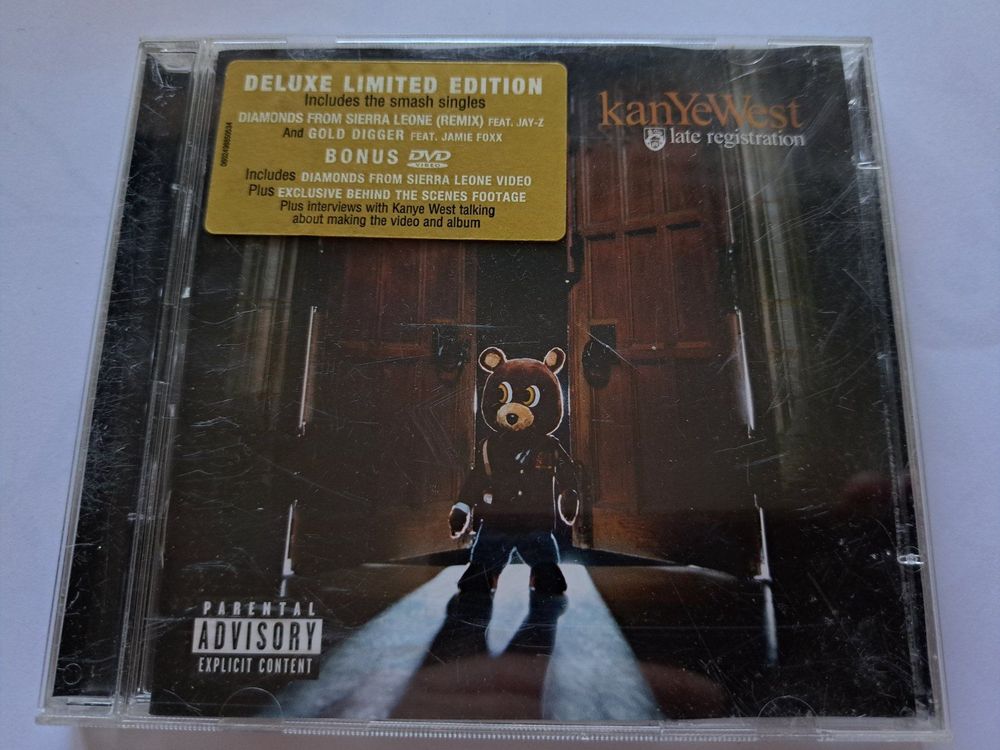 DELUXE LIMITED EDITION
Includes the smash singles
DIAMONDS FROM SIERRA LEONE (REMIX) FEAT. JAY-Z
And GOLD DIGGER FEAT. JAMIE FOXX
BONUS DVD VIDEO
Includes DIAMONDS FROM SIERRA LEONE VIDEO
Plus EXCLUSIVE BEHIND THE SCENES FOOTAGE
Plus interviews with Kanye West talking
about making the video and album
kanYeWest
late registration
PARENTAL
ADVISORY
EXPLICIT CONTENT